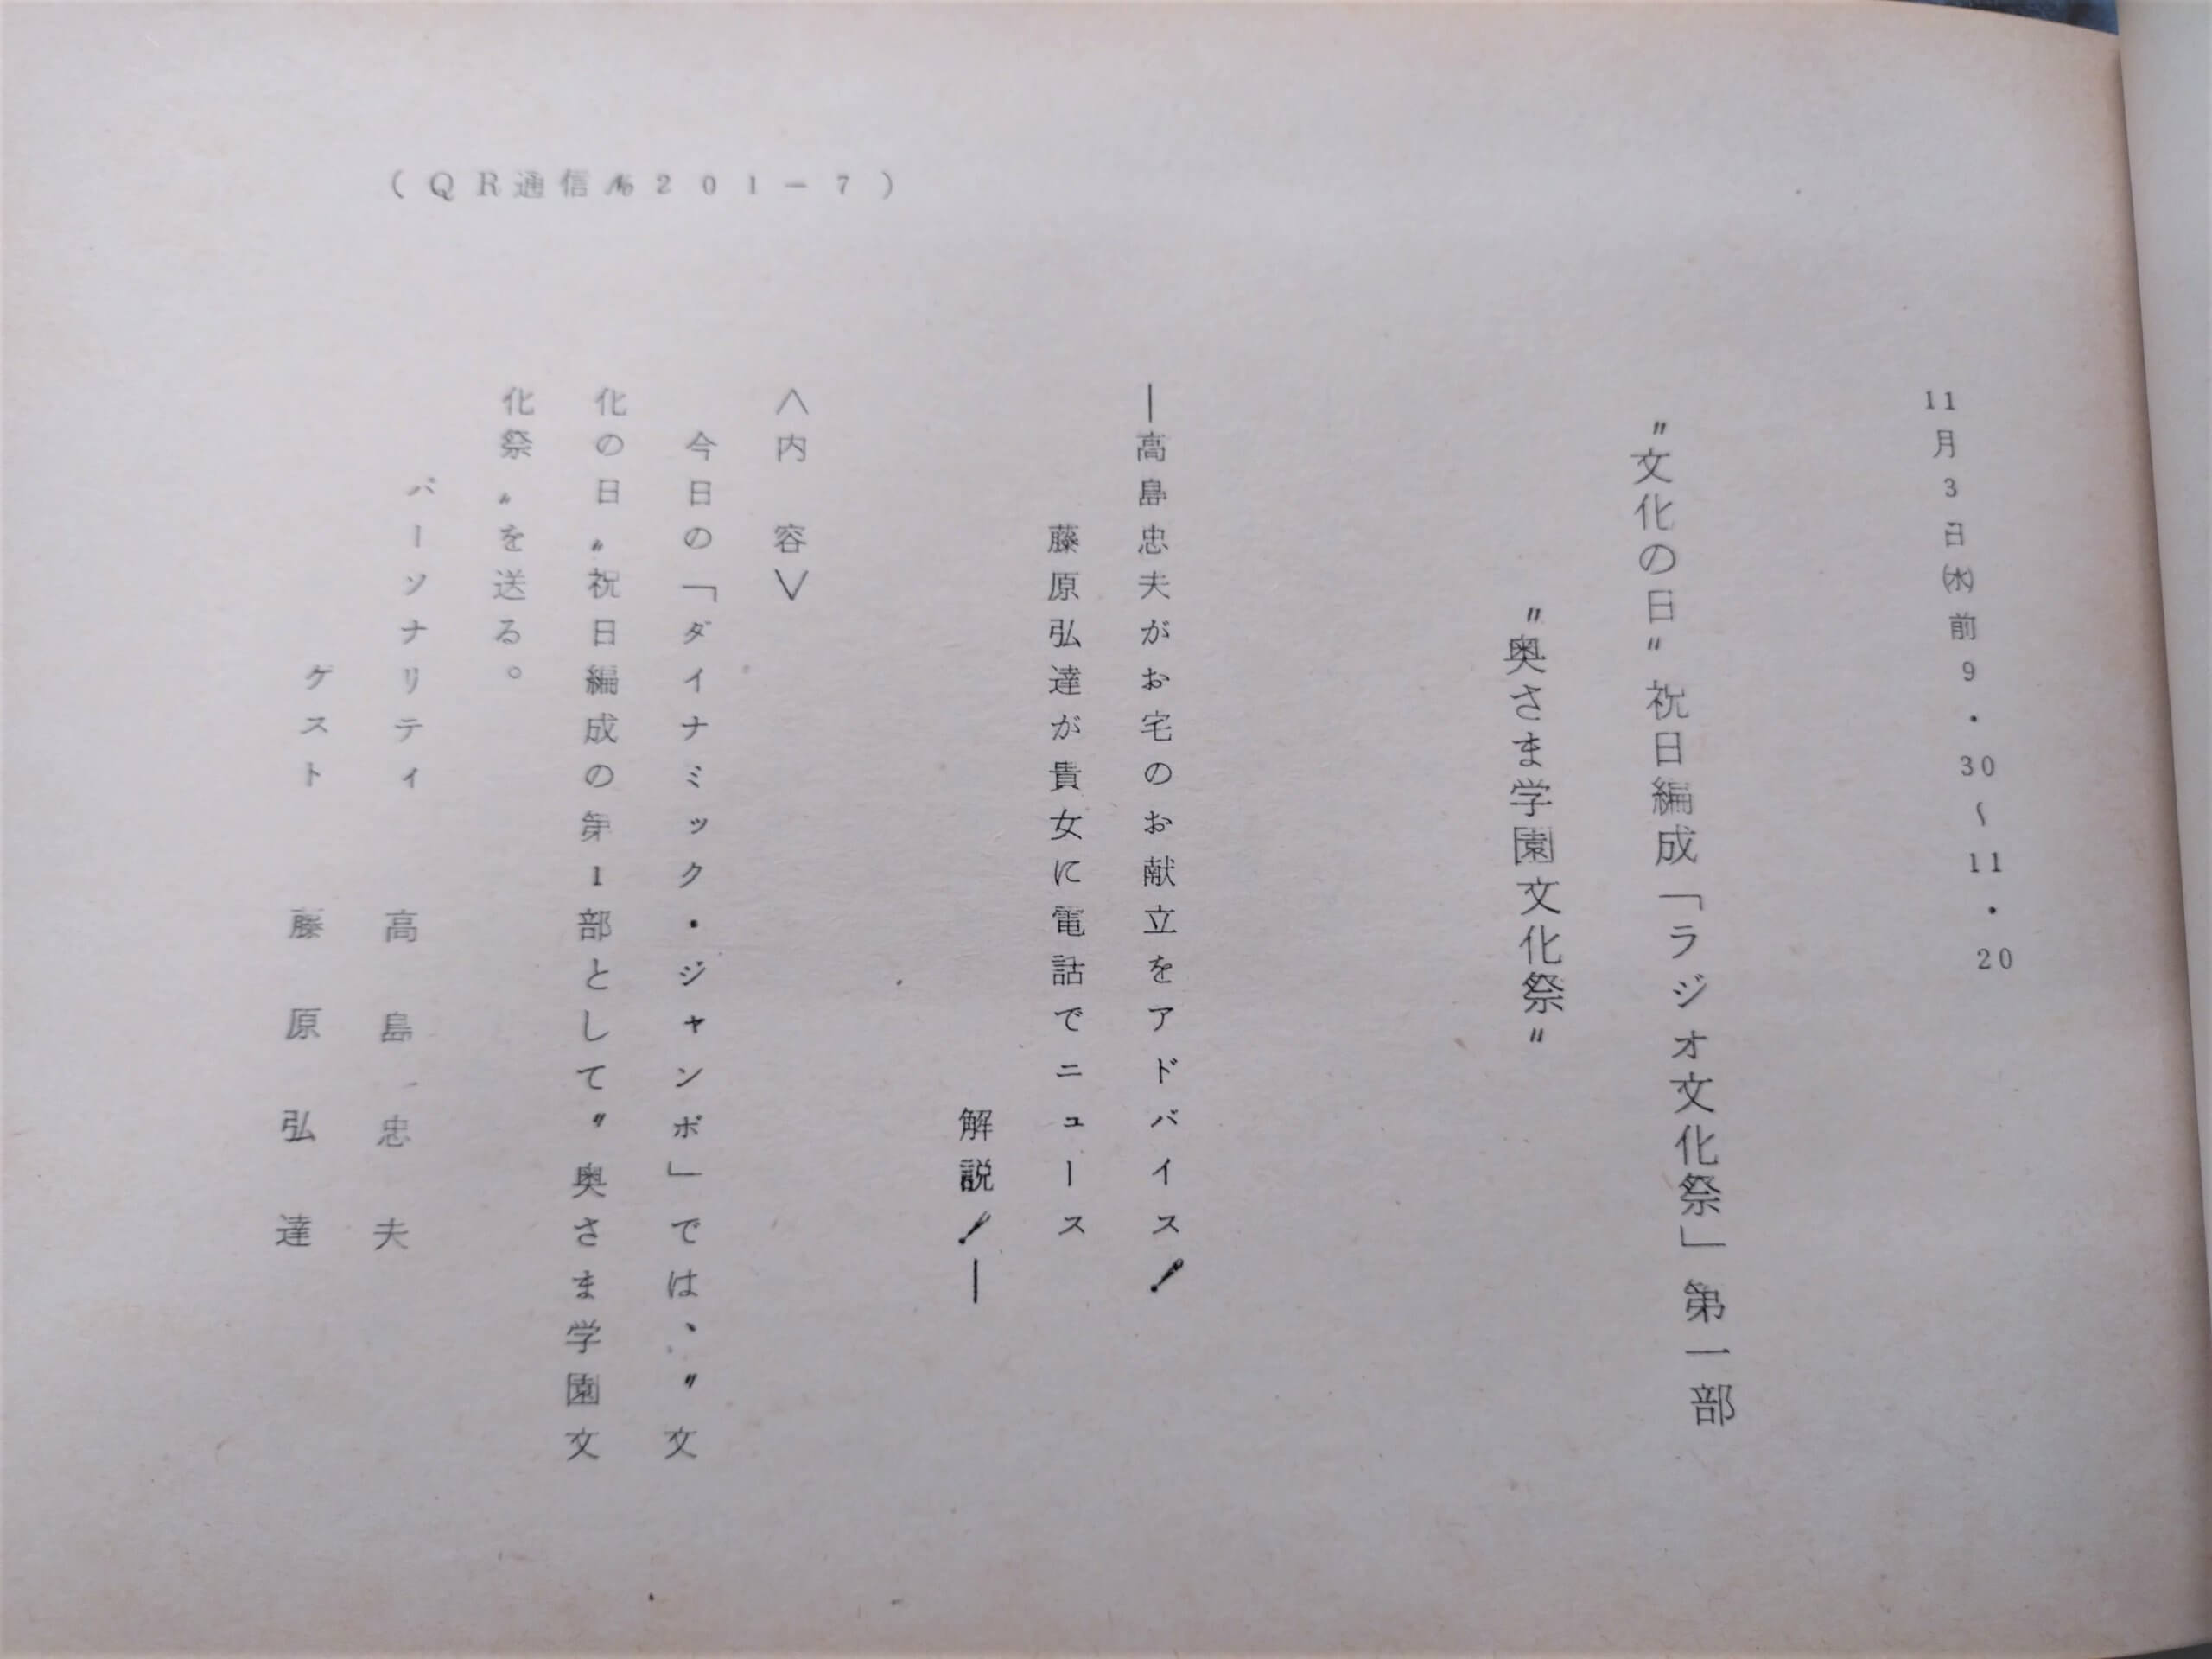 （QR通信№201－7）
11月3日㈬前9・30～11・20
〝文化の日〟祝日編成「ラジオ文化祭」第一部
〝奥さま学園文化祭〟
―高島忠夫がお宅のお献立をアドバイス！
藤原弘達が貴女に電話でニュース
解説！―
＜内　容＞
今日の「ダイナミック・ジャンボ」では、〝文
化の日〟祝日編成の第1部として〝奥さま学園文
化祭〟を送る。
パーソナリティ　高島忠夫
ゲスト　藤原弘達